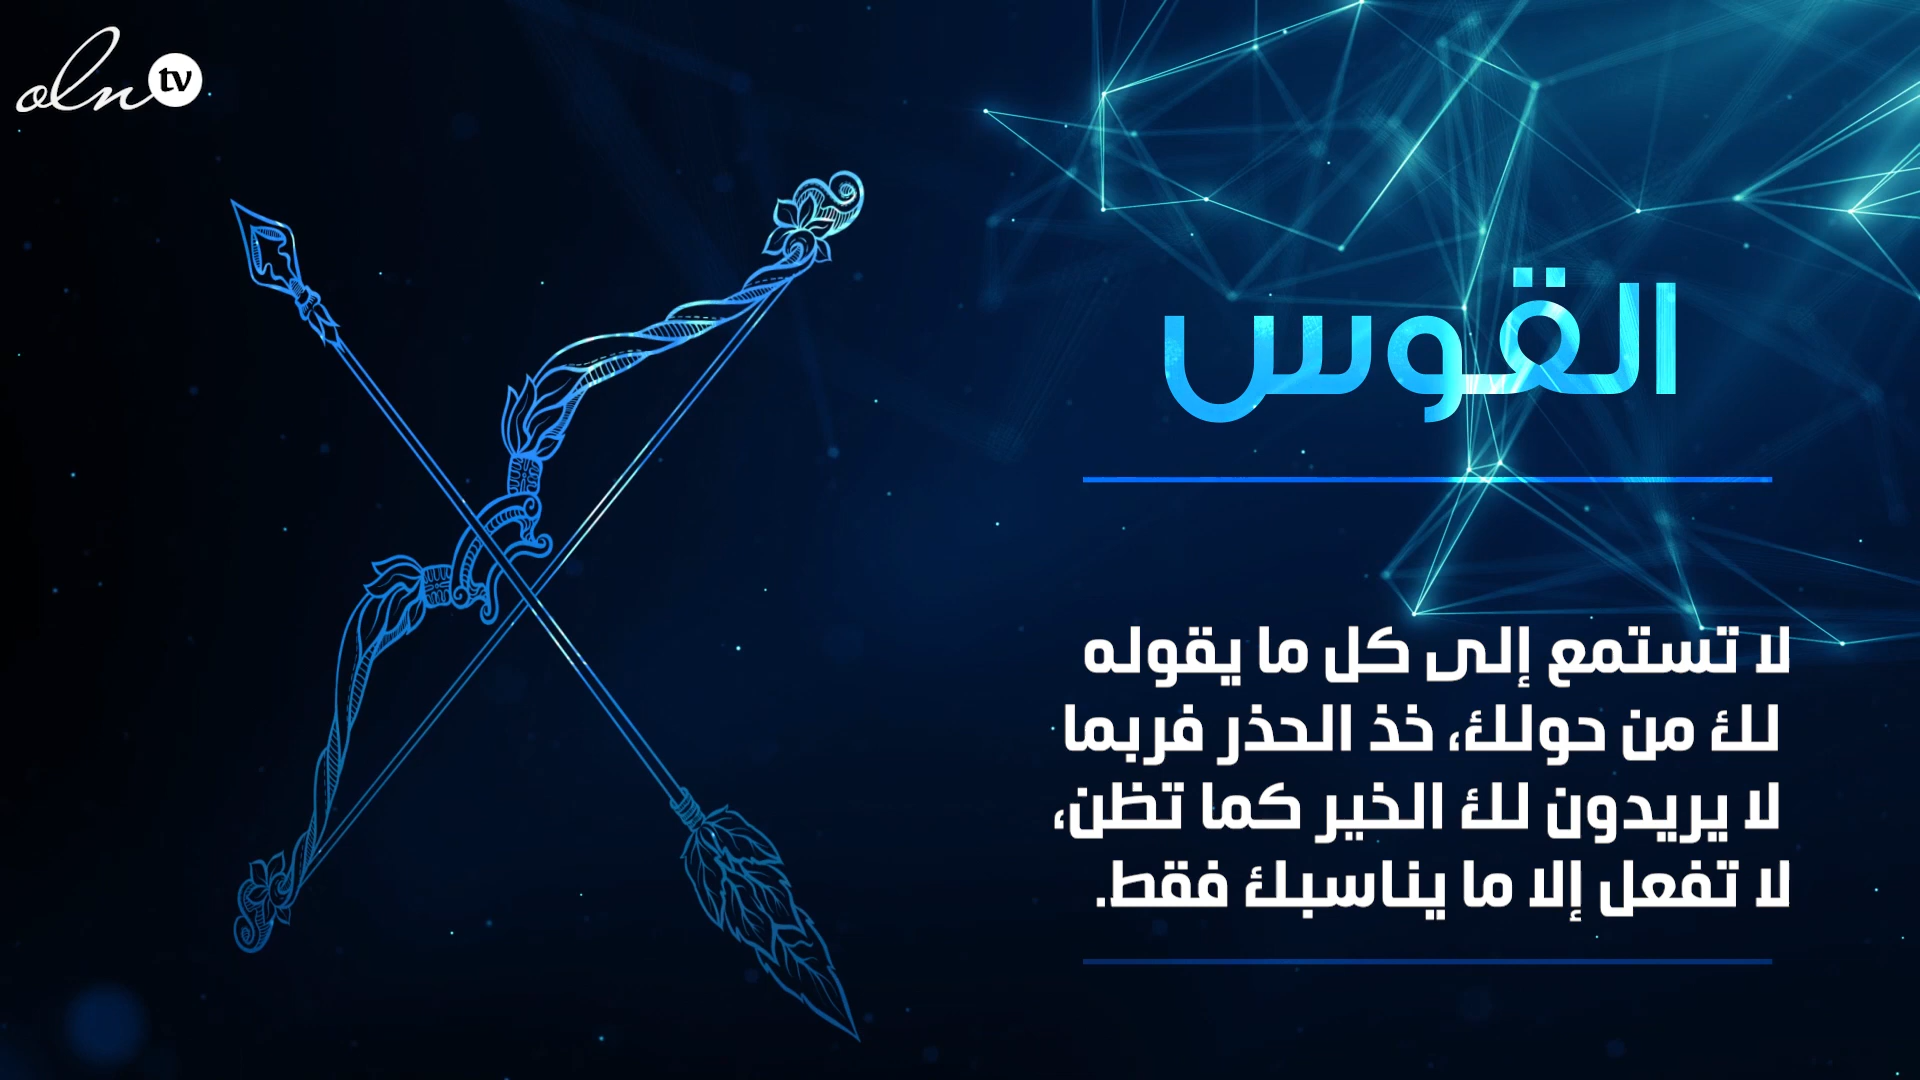 oln tv
القوس
لا تستمع إلى كل ما يقوله
لك من حولك، خذ الحذر فربما
لا يريدون لك الخير كما تظن،
لا تفعل إلا ما يناسبك فقط.